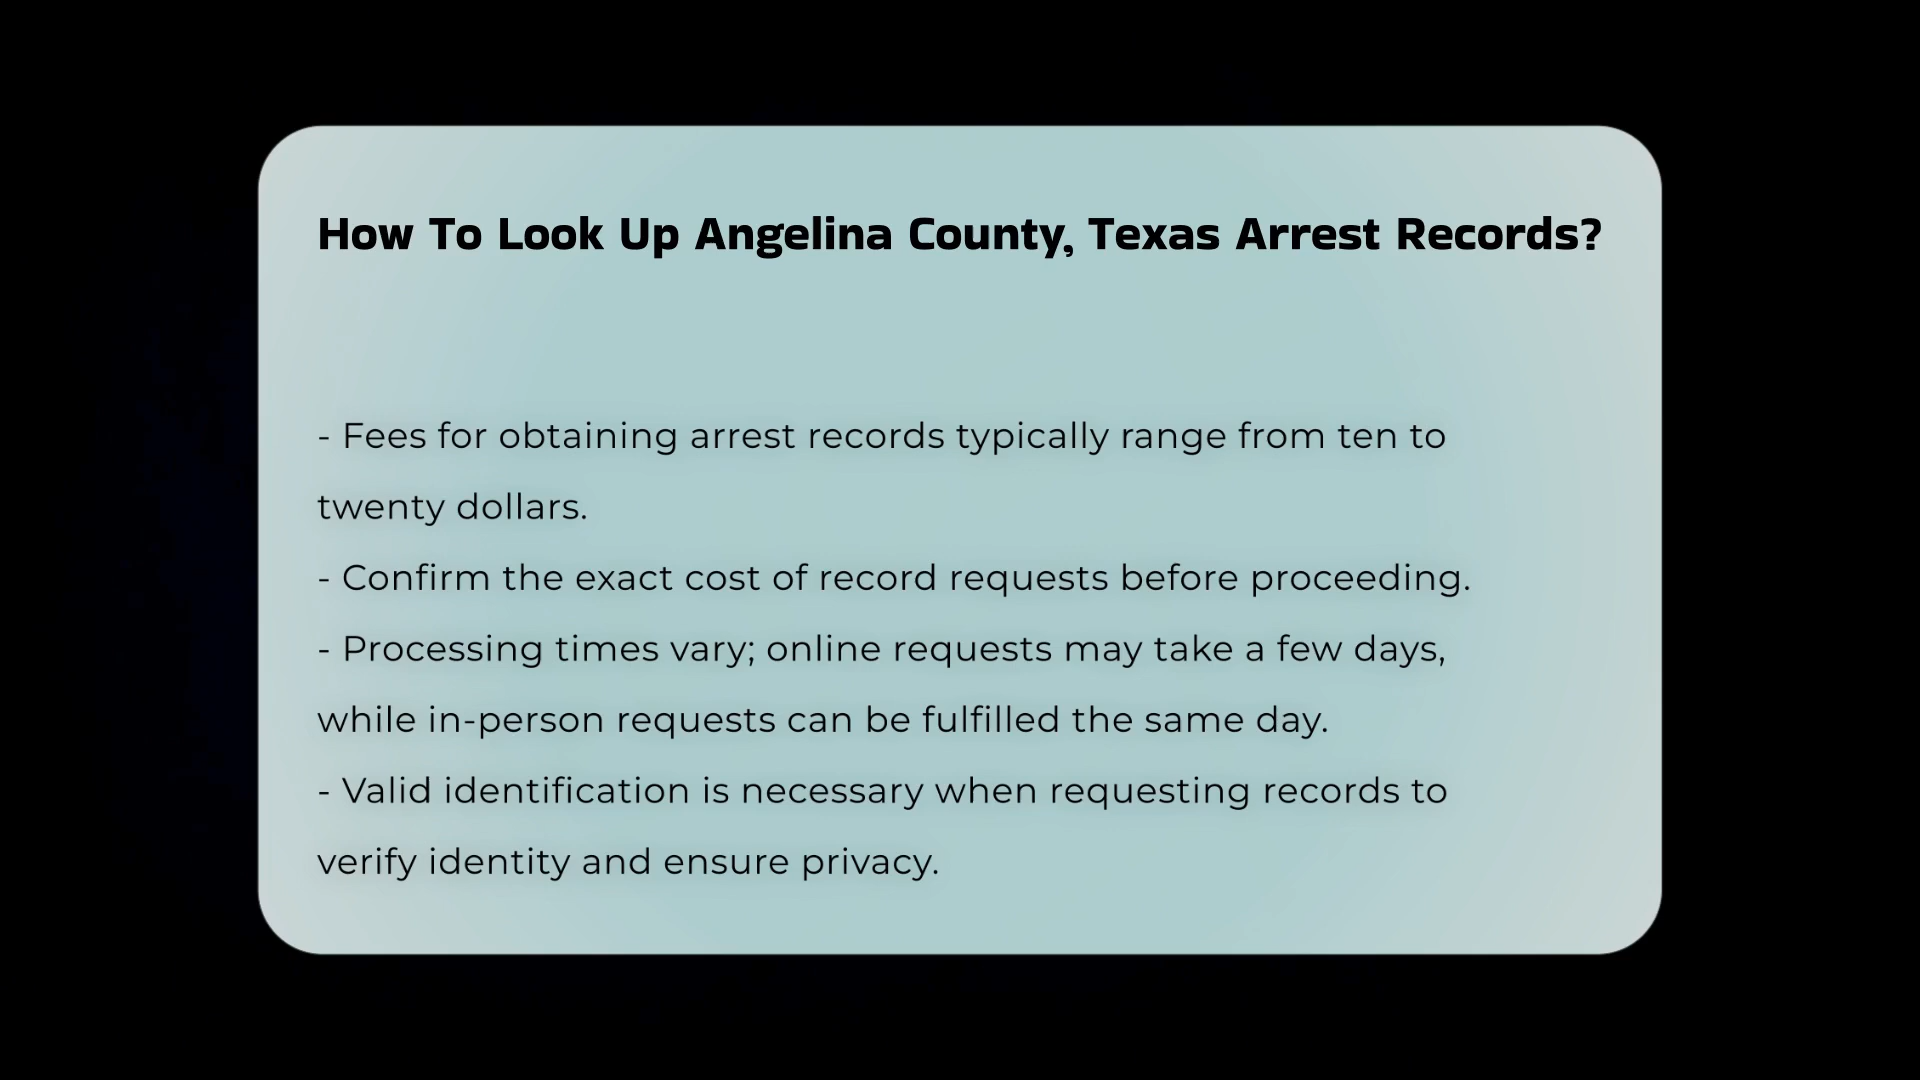 How To Look Up Angelina County, Texas Arrest Records?
- Fees for obtaining arrest records typically range from ten to
twenty dollars.
- Confirm the exact cost of record requests before proceeding.
- Processing times vary; online requests may take a few days,
while in-person requests can be fulfilled the same day.
- Valid identification is necessary when requesting records to
verify identity and ensure privacy.